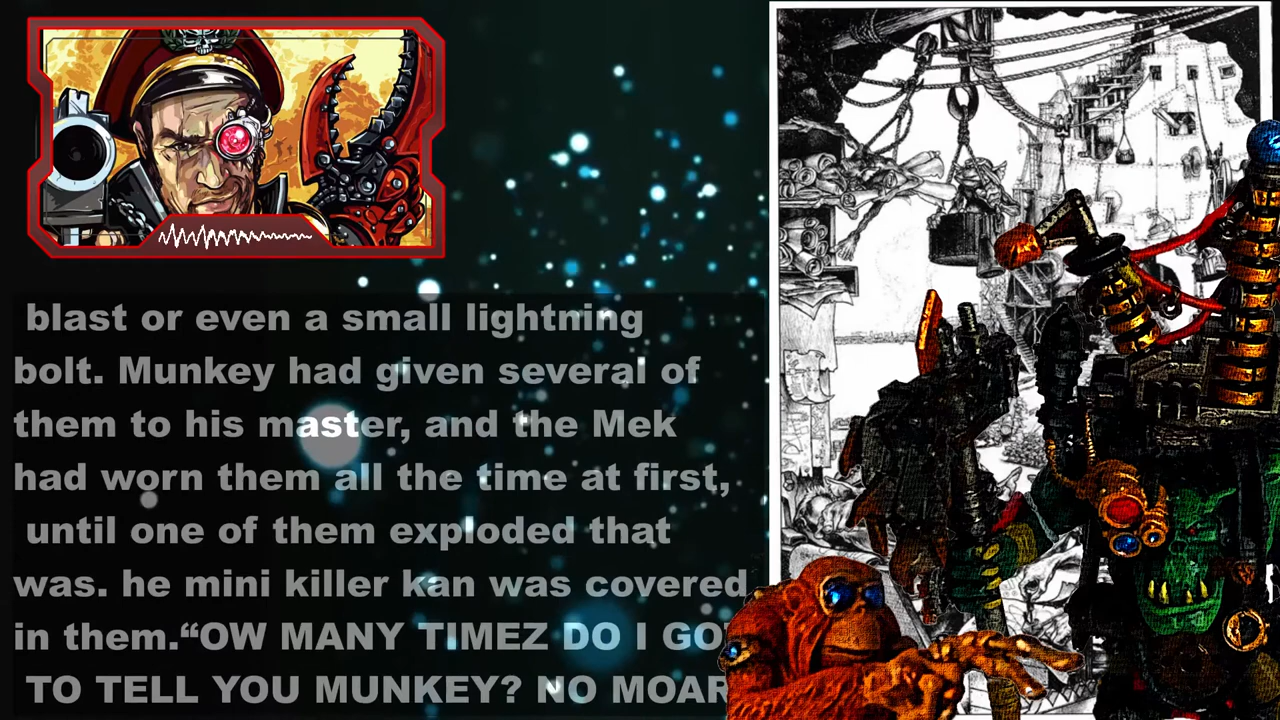 blast or even a small lightning
bolt. Munkey had given several of
them to his master, and the Mek
had worn them all the time at first,
until one of them exploded that
was. he mini killer kan was covered
in them.“OW MANY TIMEZ DO I
TO TELL YOU MUNKEY? NO MOAR